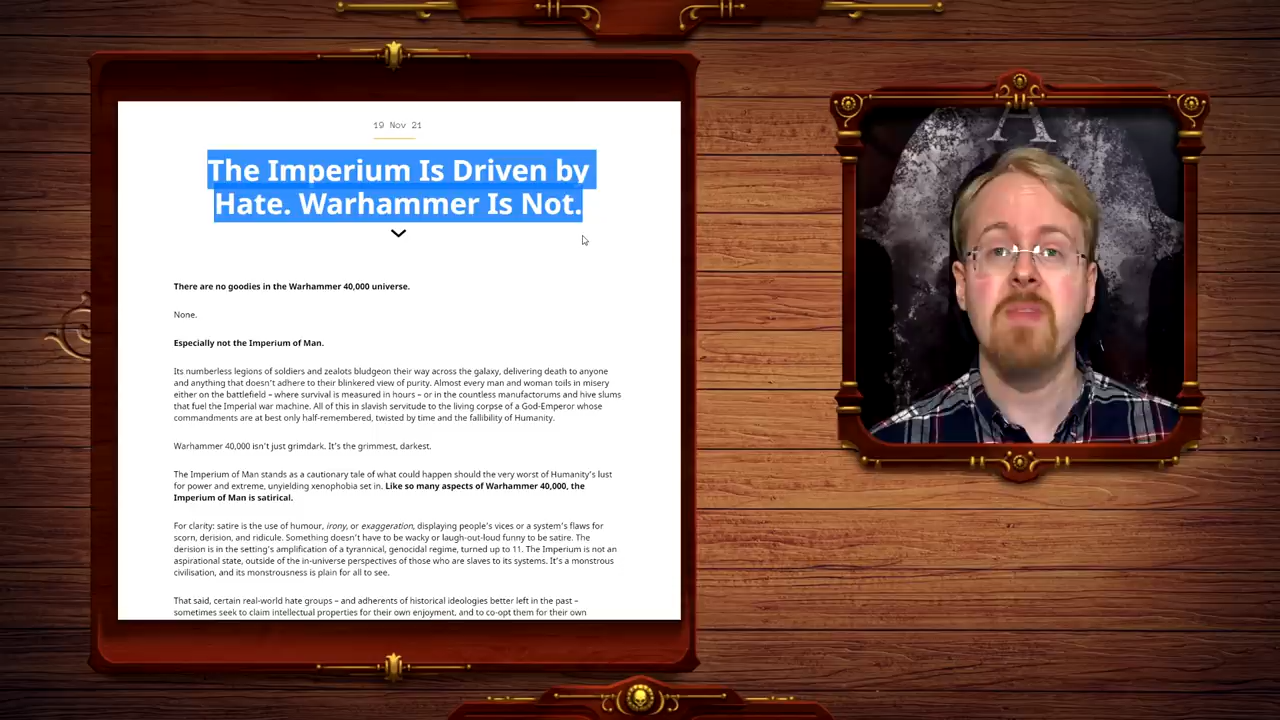 19 Nov 21
The Imperium Is Driven by
Hate. Warhammer Is Not.
There are no goodies in the Warhammer 40,000 universe.
None.
Especially not the Imperium of Man.
Its numberless legions of soldiers and zealots bludgeon their way across the galaxy, delivering death to anyone
and anything that doesn't adhere to their blinkered view of purity. Almost every man and woman toils in misery
either on the battlefield – where survival is measured in hours – or in the countless manufactorums and hive slums
that fuel the Imperial war machine. All of this in slavish servitude to the living corpse of a God-Emperor whose
commandments are at best only half-remembered, twisted by time and the fallibility of Humanity.
Warhammer 40,000 isn't just grimdark. It's the grimmest, darkest.
The Imperium of Man stands as a cautionary tale of what could happen should the very worst of Humanity's lust
for power and extreme, unyielding xenophobia set in. Like so many aspects of Warhammer 40,000, the
Imperium of Man is satirical.
For clarity: satire is the use of humour, irony, or exaggeration, displaying people's vices or a system's flaws for
scorn, derision, and ridicule. Something doesn't have to be wacky or laugh-out-loud funny to be satire. The
derision is in the setting's amplification of a tyrannical, genocidal regime, turned up to 11. The Imperium is not an
aspirational state, outside of the in-universe perspectives of those who are slaves to its systems. It's a monstrous
civilisation, and its monstrousness is plain for all to see.
That said, certain real-world hate groups – and adherents of historical ideologies better left in the past –
sometimes seek to claim intellectual properties for their own enjoyment, and to co-opt them for their own
A